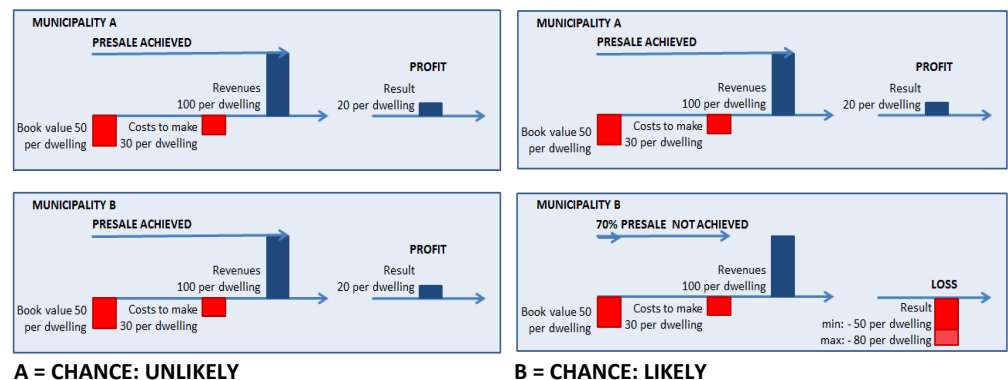 MUNICIPALITY A
PRESALE ACHIEVED
PROFIT
Revenues
100 per dwelling
Result
20 per dwelling
Book value 50
per dwelling
Costs to make
30 per dwelling
MUNICIPALITY B
PRESALE ACHIEVED
PROFIT
Revenues
100 per dwelling
Result
20 per dwelling
Book value 50
per dwelling
Costs to make
30 per dwelling
A = CHANCE: UNLIKELY
MUNICIPALITY A
PRESALE ACHIEVED
PROFIT
Revenues
100 per dwelling
Result
20 per dwelling
Book value 50
per dwelling
Costs to make
30 per dwelling
MUNICIPALITY B
70% PRESALE NOT ACHIEVED
Revenues
100 per dwelling
LOSS
Book value 50
per dwelling
Costs to make
30 per dwelling
Result
min: - 50 per dwelling
max: - 80 per dwelling
B = CHANCE: LIKELY